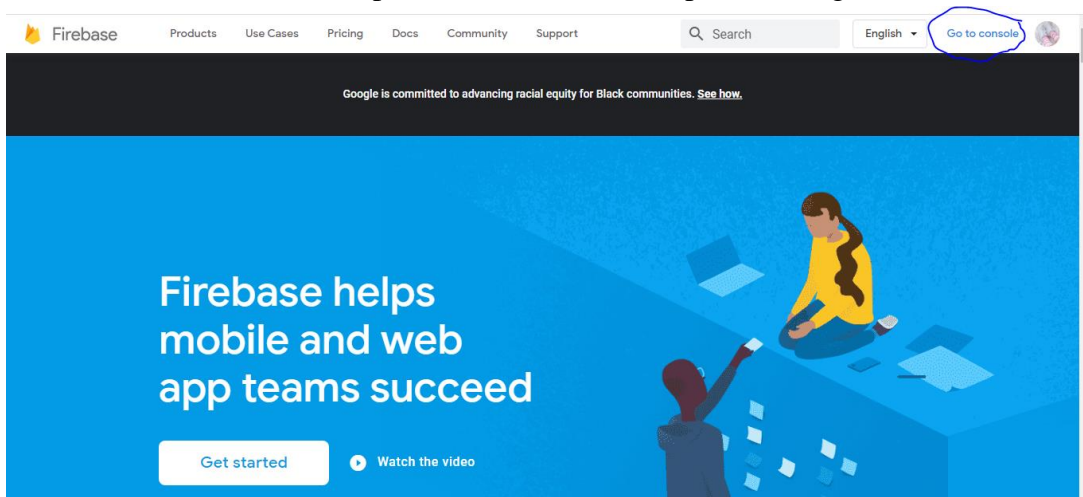 Firebase Products Use Cases Pricing Docs Community Support Search English Go to console
Google is committed to advancing racial equity for Black communities. See how.
Firebase helps
mobile and web
app teams succeed
Get started Watch the video